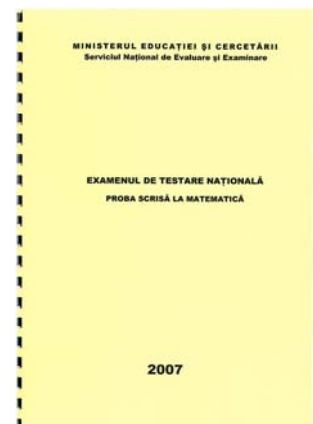 MINISTERUL EDUCAȚIEI ȘI CERCETĂRII
Serviciul Național de Evaluare și Examinare
EXAMENUL DE TESTARE NAȚIONALĂ
PROBA SCRISĂ LA MATEMATICĂ
2007